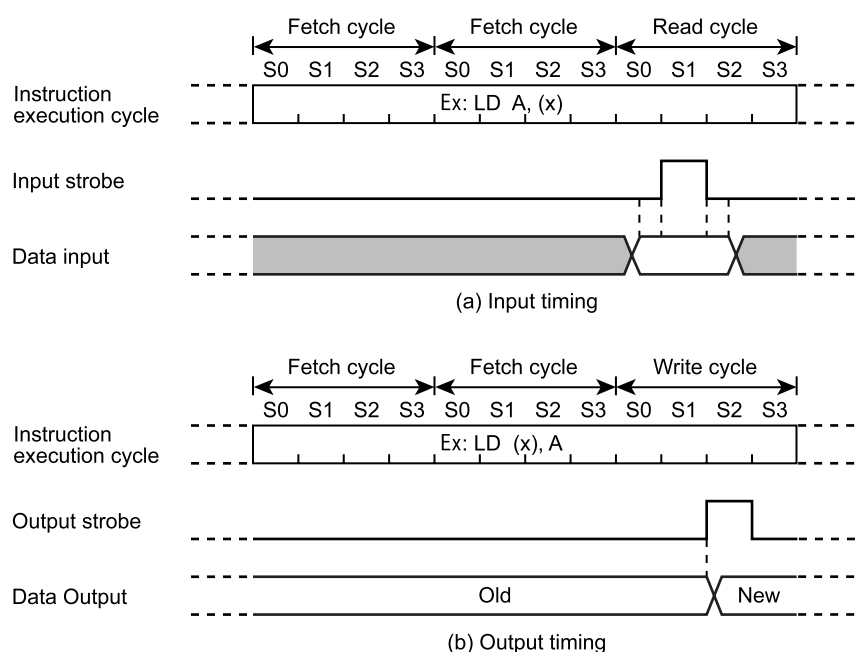 Fetch cycle Fetch cycle Read cycle
S0 S1 S2 S3 S0 S1 S2 S3 S0 S1 S2 S3
Instruction
execution cycle
Ex: LD A, (x)
Input strobe
Data input
(a) Input timing
Fetch cycle Fetch cycle Write cycle
S0 S1 S2 S3 S0 S1 S2 S3 S0 S1 S2 S3
Instruction
execution cycle
Ex: LD (x), A
Output strobe
Data Output Old New
(b) Output timing